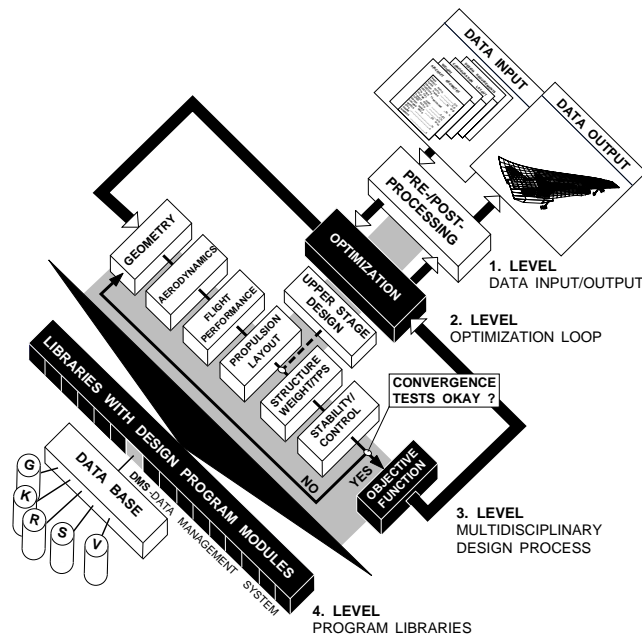 DATA INPUT
DATA OUTPUT
PRE-/POST-
PROCESSING
1. LEVEL
DATA INPUT/OUTPUT
OPTIMIZATION
2. LEVEL
OPTIMIZATION LOOP
GEOMETRY
AERODYNAMICS
FLIGHT
PERFORMANCE
PROPULSION
LAYOUT
UPPER STAGE
DESIGN
STRUCTURE
WEIGHT/TPS
STABILITY/
CONTROL
CONVERGENCE
TESTS OKAY ?
NO
YES
OBJECTIVE
FUNCTION
3. LEVEL
MULTIDISCIPLINARY
DESIGN PROCESS
LIBRARIES WITH DESIGN PROGRAM MODULES
DATA BASE
DMS-DATA MANAGEMENT
SYSTEM
G
K
R
S
V
4. LEVEL
PROGRAM LIBRARIES